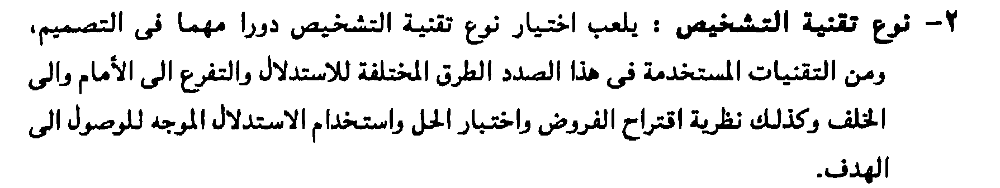 ٢- نوع تقنية التشخيص : يلعب اختيار نوع تقنية التشخيص دورا مهما فى التصميم،
ومن التقنيات المستخدمة فى هذا الصدد الطرق المختلفة للاستدلال والتفرع الى الأمام والى
الخلف وكذلك نظرية اقتراح الفروض واختبار الحل واستخدام الاستدلال الموجه للوصول الى
الهدف.